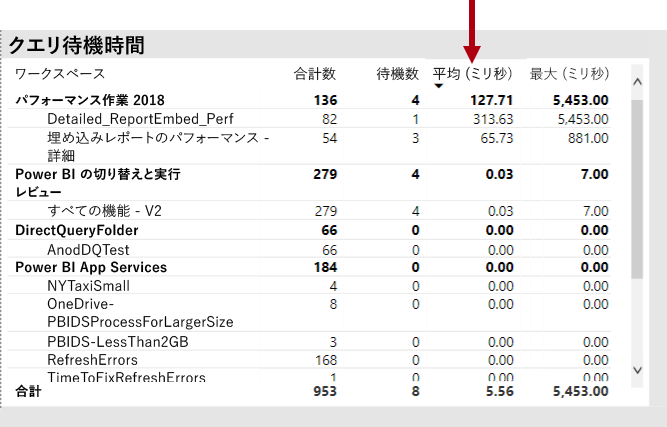 クエリ待機時間
ワークスペース 合計数 待機数 平均 (ミリ秒) 最大 (ミリ秒)
パフォーマンス作業 2018 136 4 127.71 5,453.00
Detailed_ReportEmbed_Perf 82 1 313.63 5,453.00
埋め込みレポートのパフォーマンス - 54 3 65.73 881.00
詳細
Power BI の切り替えと実行 279 4 0.03 7.00
レビュー
すべての機能 - V2 279 4 0.03 7.00
DirectQueryFolder 66 0 0.00 0.00
AnodDQTest 66 0 0.00 0.00
Power BI App Services 184 0 0.00 0.00
NYTaxiSmall 4 0 0.00 0.00
OneDrive- 8 0 0.00 0.00
PBIDSProcessForLargerSize
PBIDS-LessThan2GB 3 0 0.00 0.00
RefreshErrors 168 0 0.00 0.00
TimeToFixRefreshErrors 1 0 0.00 0.00
合計 953 8 5.56 5,453.00